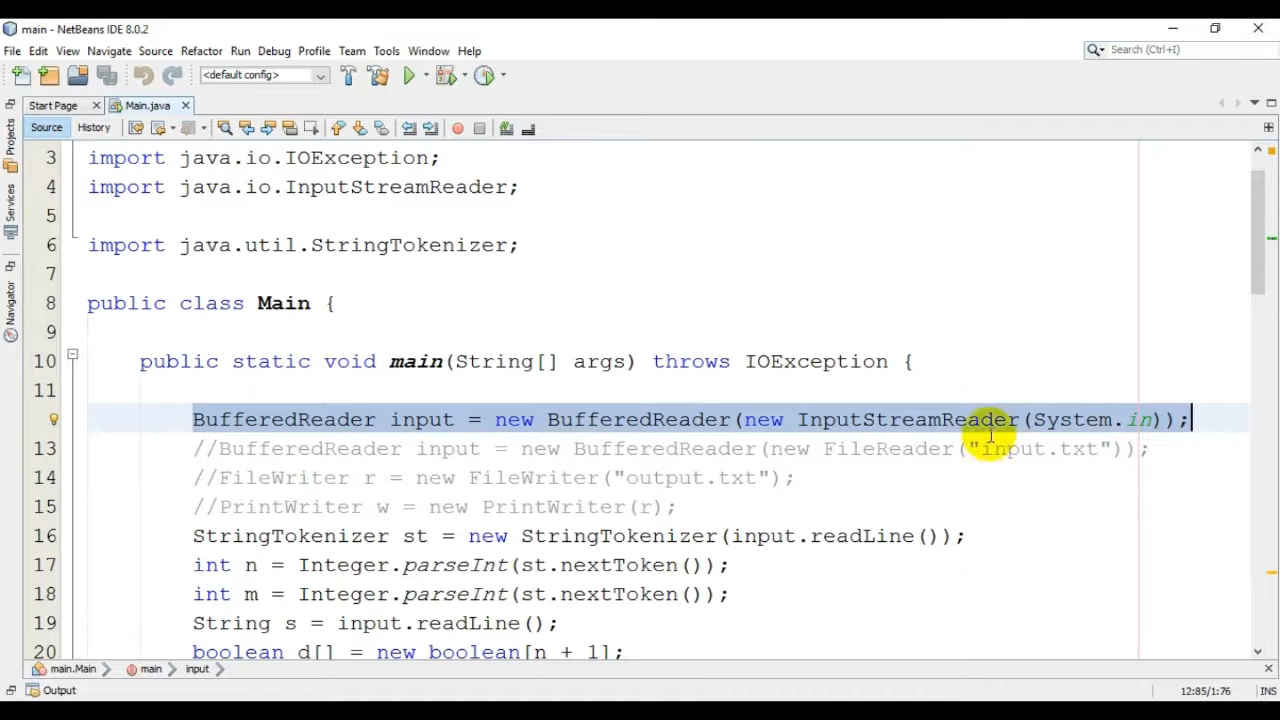 main - NetBeans IDE 8.0.2
File Edit View Navigate Source Refactor Run Debug Profile Team Tools Window Help
Search (Ctrl+I)
<default config>
Start Page Main.java
Source History
Projects
Services
Navigator
3 import java.io.IOException;
4 import java.io.InputStreamReader;
5
6 import java.util.StringTokenizer;
7
8 public class Main {
9
10 public static void main(String[] args) throws IOException {
11
BufferedReader input = new BufferedReader(new InputStreamReader(System.in));
13 //BufferedReader input = new BufferedReader(new FileReader("input.txt"));
14 //FileWriter r = new FileWriter("output.txt");
15 //PrintWriter w = new PrintWriter(r);
16 StringTokenizer st = new StringTokenizer(input.readLine());
17 int n = Integer.parseInt(st.nextToken());
18 int m = Integer.parseInt(st.nextToken());
19 String s = input.readLine();
20 boolean d[] = new boolean[n + 1];
main.Main main input
Output
12:85/1:76 INS